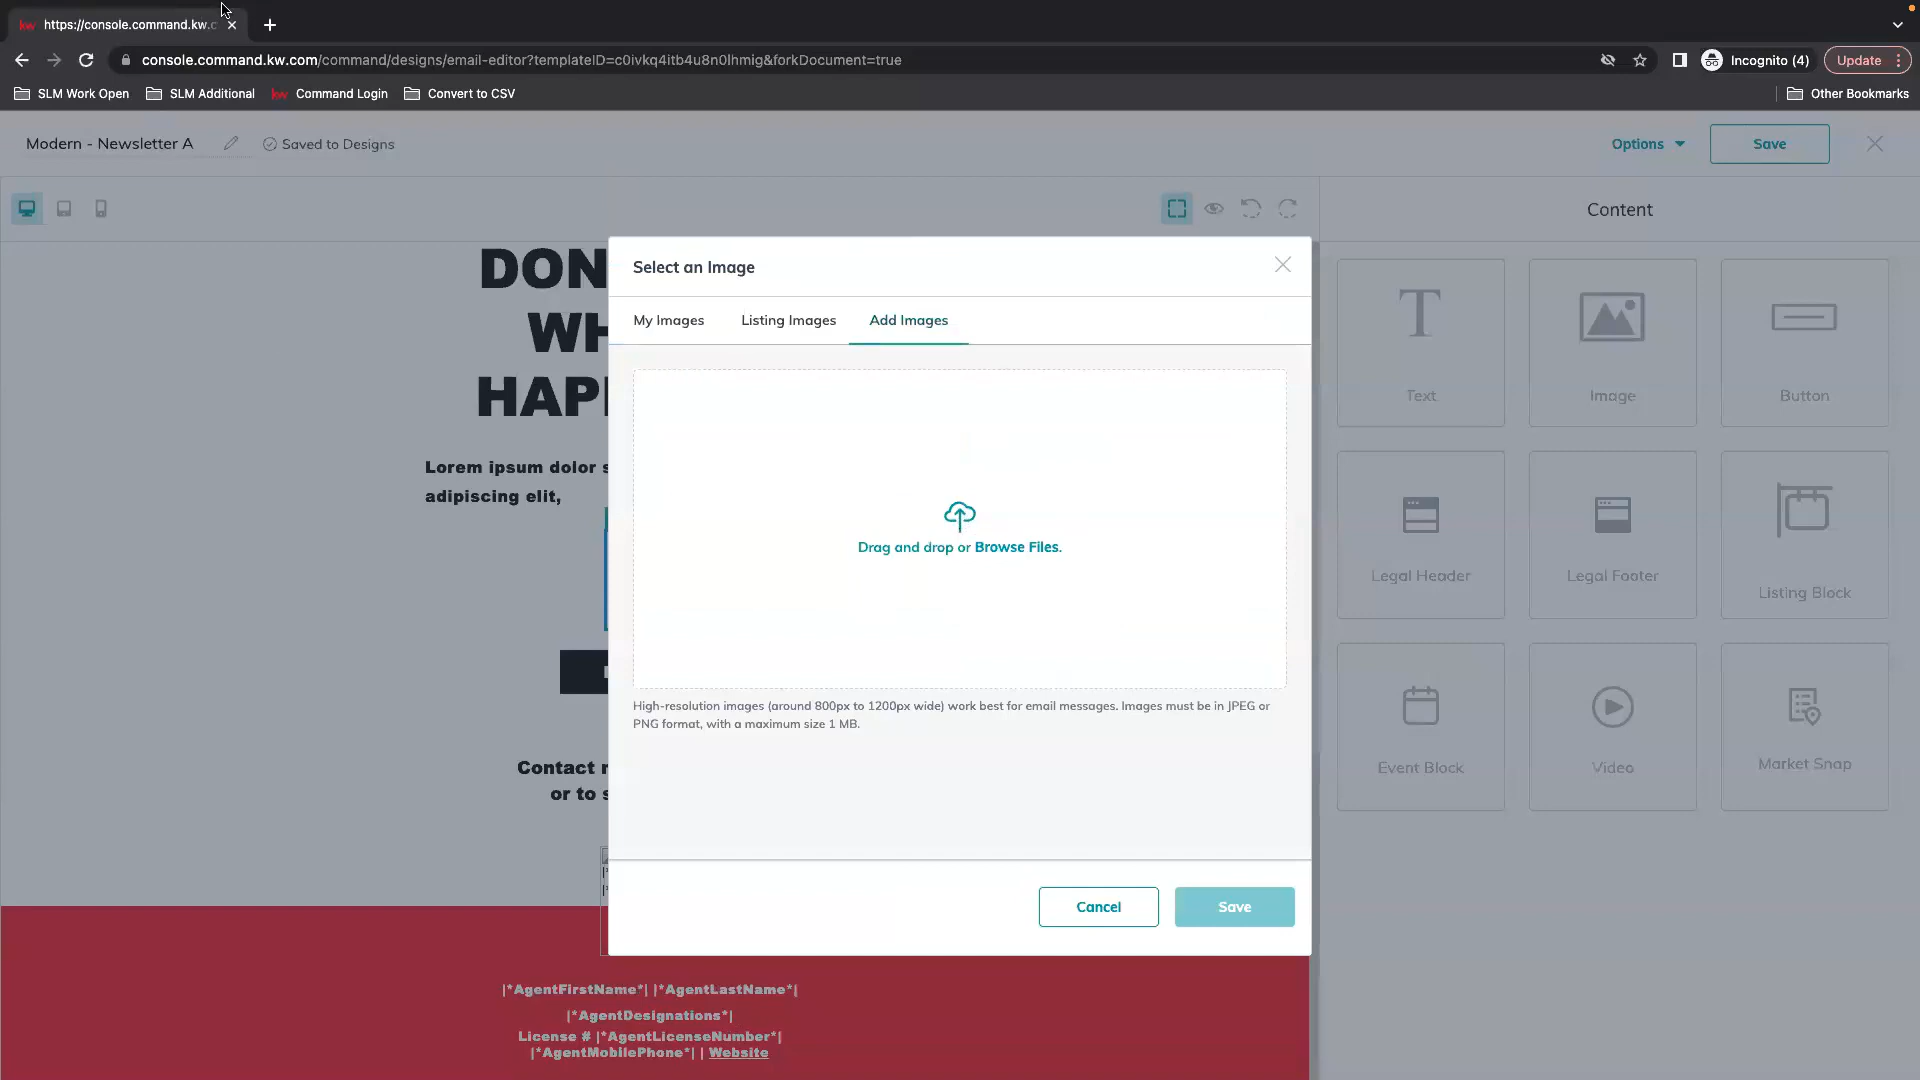 kw https://console.command.kw.c
console.command.kw.com/command/designs/email-editor?templateID=c0ivkq4itb4u8n0lhmig&forkDocument=true
Incognito (4)
Update
SLM Work Open
SLM Additional
kw Command Login
Convert to CSV
Other Bookmarks
Modern - Newsletter A
Saved to Designs
Options
Save
Content
DON
WH
HAP
Lorem ipsum dolor s
adipiscing elit,
Contact
or to s
Select an Image
My Images
Listing Images
Add Images
Drag and drop or Browse Files.
High-resolution images (around 800px to 1200px wide) work best for email messages. Images must be in JPEG or
PNG format, with a maximum size 1 MB.
Cancel
Save
Text
Image
Button
Legal Header
Legal Footer
Listing Block
Event Block
Video
Market Snap
|*AgentFirstName*| |*AgentLastName*|
|*AgentDesignations*|
License # |*AgentLicenseNumber*|
|*AgentMobilePhone*| | Website